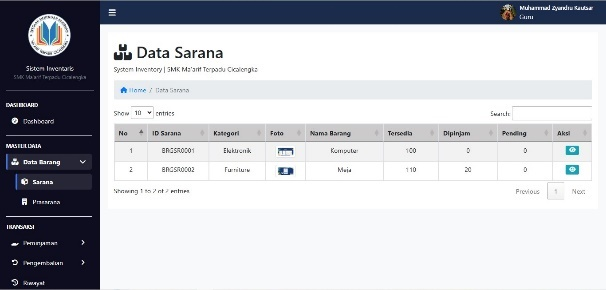 Muhammad Zyandru Kautsar
Guru
Sistem Inventaris
SMK Ma'arif Terpadu Cicalengka
DASHBOARD
Dashboard
MASTER DATA
Data Barang
Sarana
Prasarana
TRANSAKSI
Peminjaman
Pengembalian
Riwayat
Data Sarana
System Inventory | SMK Ma'arif Terpadu Cicalengka
Home / Data Sarana
Show 10 entries Search:
No ID Sarana Kategori Foto Nama Barang Tersedia Dipinjam Pending Aksi
1 BRGSR0001 Elektronik Komputer 100 0 0
2 BRGSR0002 Furniture Meja 110 20 0
Showing 1 to 2 of 2 entries Previous 1 Next